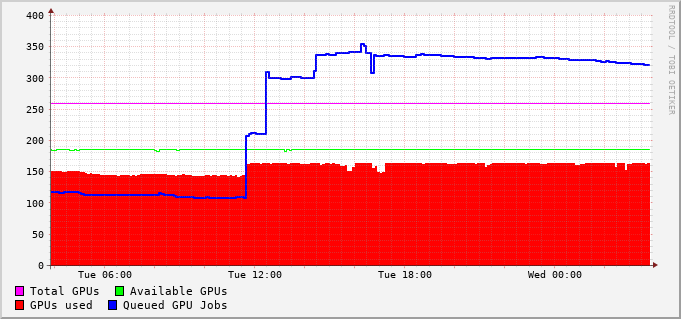 400
350
300
250
200
150
100
50
0
Tue 06:00 Tue 12:00 Tue 18:00 Wed 00:00
Total GPUs Available GPUs
GPUs used Queued GPU Jobs
RRDTOOL / TOBI OETIKER